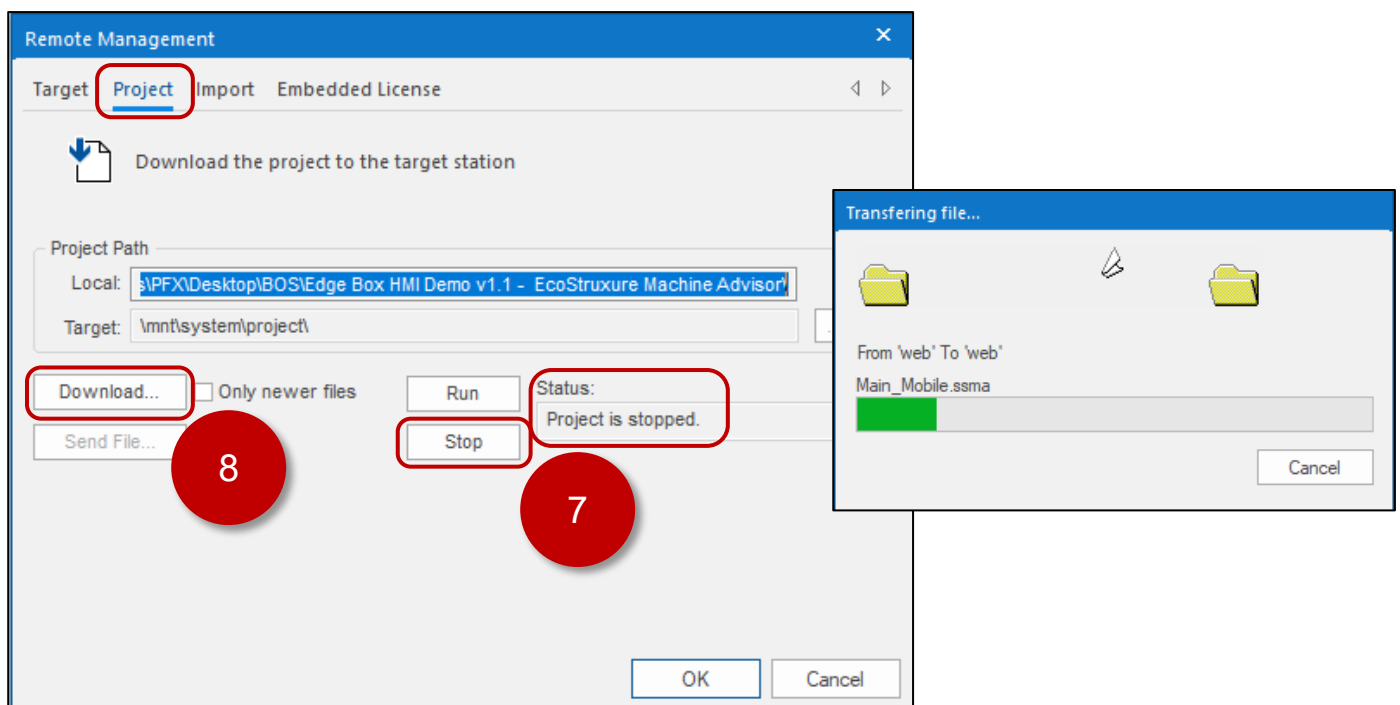 Remote Management
Target Project Import Embedded License
Download the project to the target station
Project Path
Local: s\PFX\Desktop\BOS\Edge Box HMI Demo v1.1 - EcoStruxure Machine Advisor\
Target: \mnt\system\project\
Download... Only newer files Run Status:
Project is stopped.
Send File... Stop
8
7
OK Cancel
Transfering file...
From 'web' To 'web'
Main_Mobile.ssma
Cancel